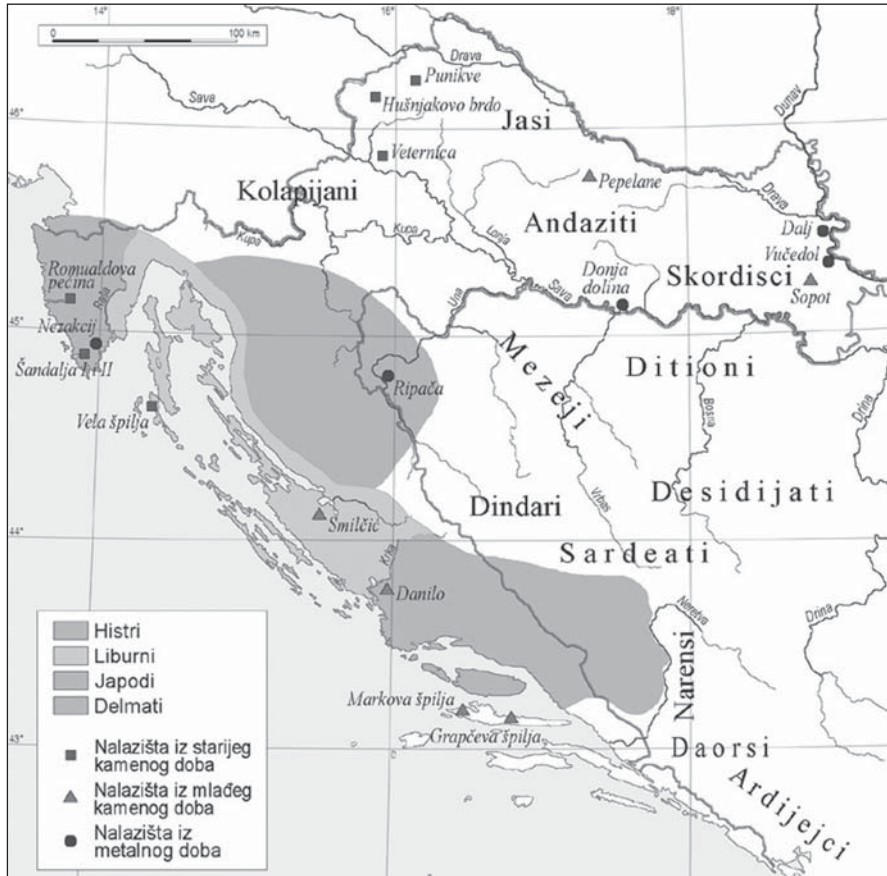 14°
16°
18°
0
100 km
Drava
Punikve
Hušnjakovo brdo
Sava
Jasi
Dunav
46°
Veternica
Kolapijani
Pepelane
Drava
Kupa
Kupa
Lonja
Andaziti
Dalj
Vučedol
Romualdova
pećina
Raša
Una
Sava
Donja
dolina
Skordisci
Sopot
45°
Nezakcij
Šandalja I i II
Mezeji
Ditioni
Ripača
Bosna
Drina
Vela špilja
Vrbas
Desidijati
Dindari
44°
Smilčić
Sardeati
Krka
Danilo
Neretva
Drina
Histri
Liburni
Japodi
Delmati
Markova špilja
Narensi
Grapčeva špilja
43°
Daorsi
Ardijejci
Nalazišta iz starijeg
kamenog doba
Nalazišta iz mlađeg
kamenog doba
Nalazišta iz
metalnog doba